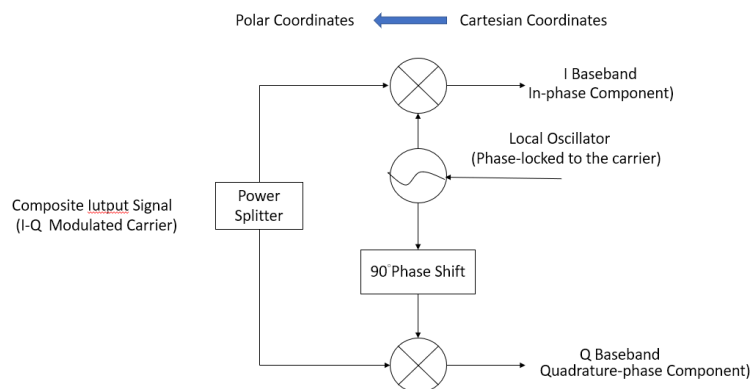 Polar Coordinates
Cartesian Coordinates
I Baseband
In-phase Component)
Local Oscillator
(Phase-locked to the carrier)
Composite lutput Signal
(I-Q Modulated Carrier)
Power
Splitter
90°Phase Shift
Q Baseband
Quadrature-phase Component)